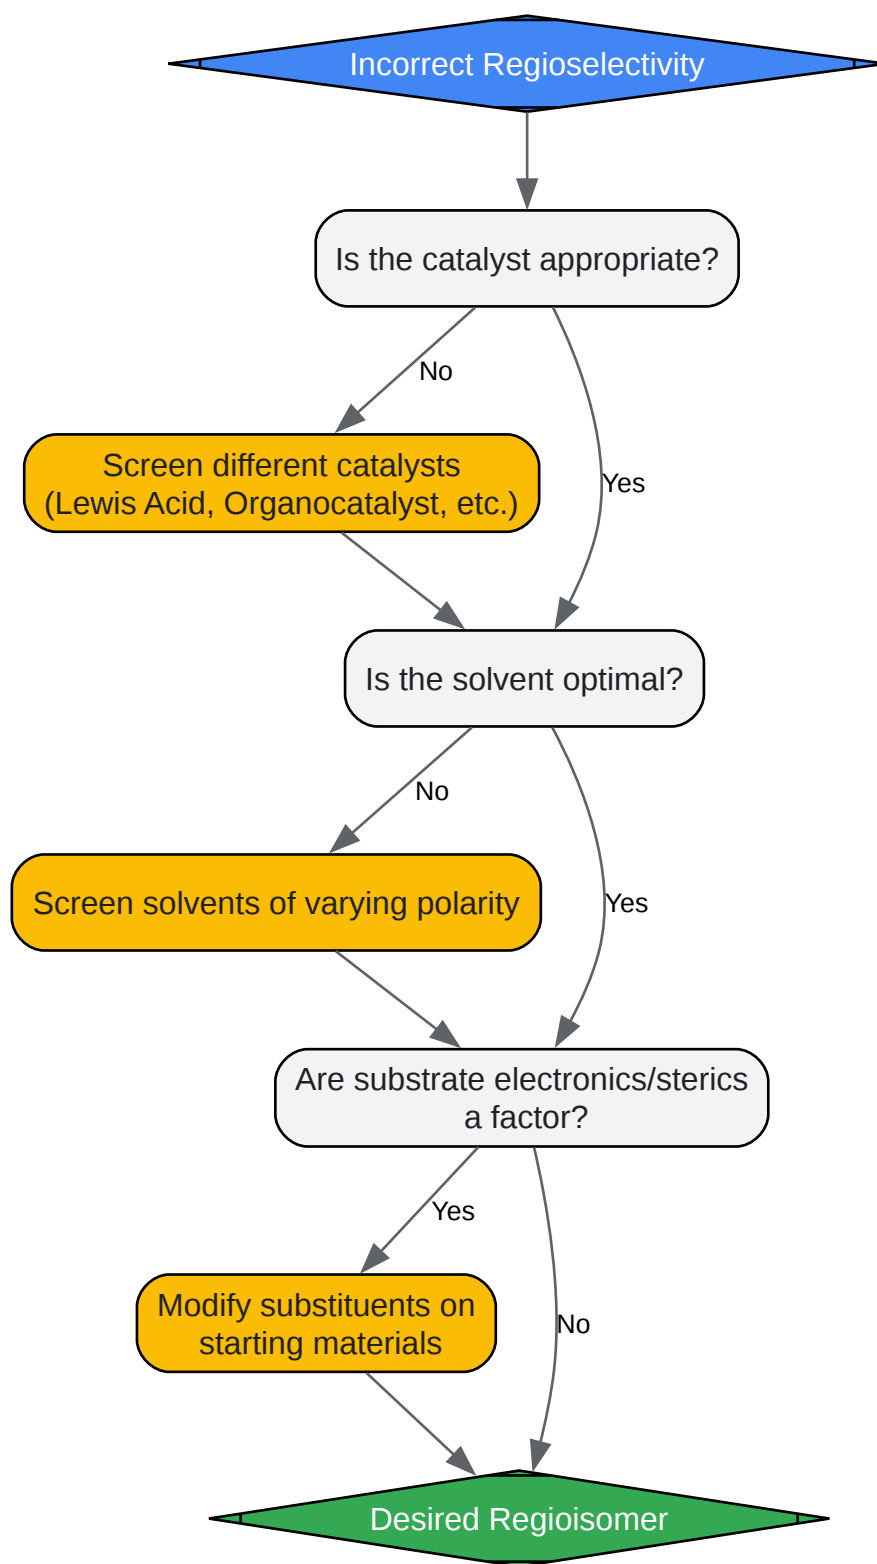 Incorrect Regioselectivity
Is the catalyst appropriate?
No
Screen different catalysts
(Lewis Acid, Organocatalyst, etc.)
Yes
Is the solvent optimal?
No
Screen solvents of varying polarity
Yes
Are substrate electronics/sterics
a factor?
Yes
Modify substituents on
starting materials
No
Desired Regioisomer